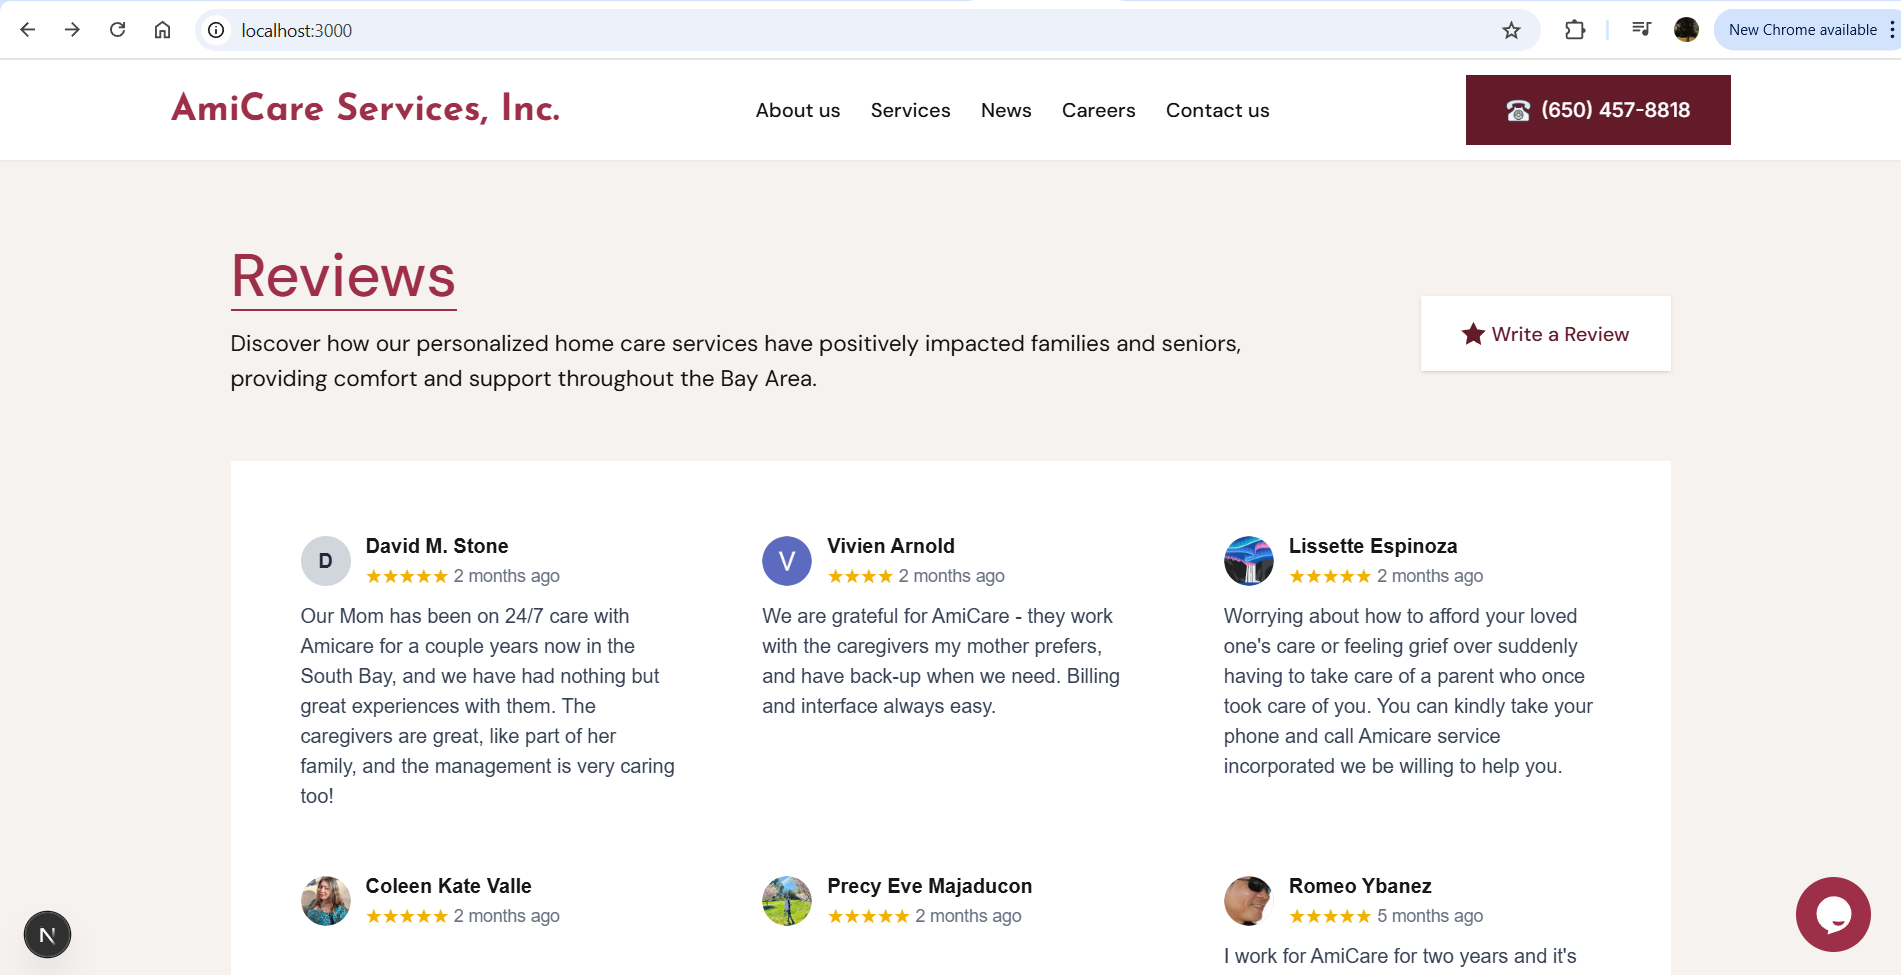 localhost:3000
New Chrome available
AmiCare Services, Inc.
About us
Services
News
Careers
Contact us
(650) 457-8818
Reviews
Discover how our personalized home care services have positively impacted families and seniors,
providing comfort and support throughout the Bay Area.
Write a Review
D
David M. Stone
2 months ago
Our Mom has been on 24/7 care with
Amicare for a couple years now in the
South Bay, and we have had nothing but
great experiences with them. The
caregivers are great, like part of her
family, and the management is very caring
too!
V
Vivien Arnold
2 months ago
We are grateful for AmiCare - they work
with the caregivers my mother prefers,
and have back-up when we need. Billing
and interface always easy.
Lissette Espinoza
2 months ago
Worrying about how to afford your loved
one's care or feeling grief over suddenly
having to take care of a parent who once
took care of you. You can kindly take your
phone and call Amicare service
incorporated we be willing to help you.
Coleen Kate Valle
2 months ago
Precy Eve Majaducon
2 months ago
Romeo Ybanez
5 months ago
I work for AmiCare for two years and it's
N